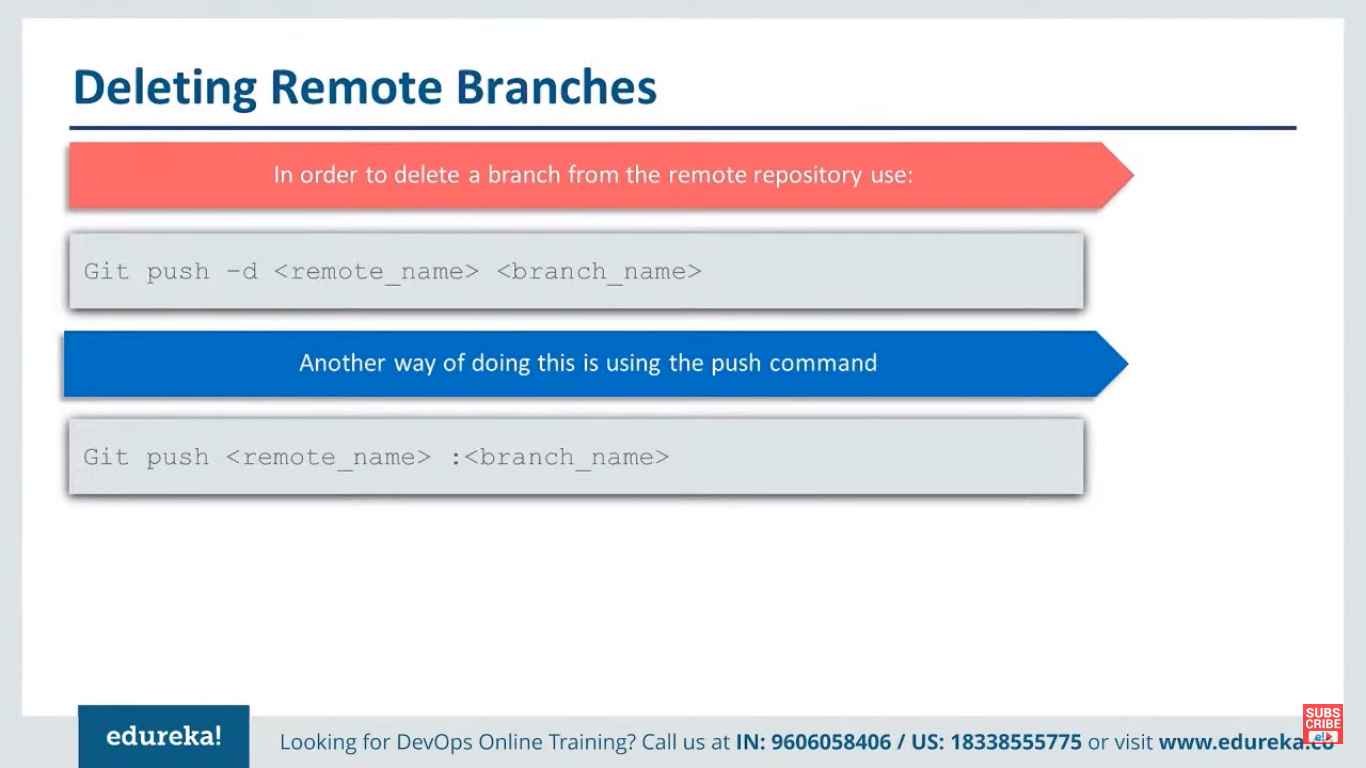 Deleting Remote Branches
In order to delete a branch from the remote repository use:
Git push –d <remote_name> <branch_name>
Another way of doing this is using the push command
Git push <remote_name> :<branch_name>
edureka!
Looking for DevOps Online Training? Call us at IN: 9606058406 / US: 18338555775 or visit www.edureka.co
SUBS
CRIBE
e!